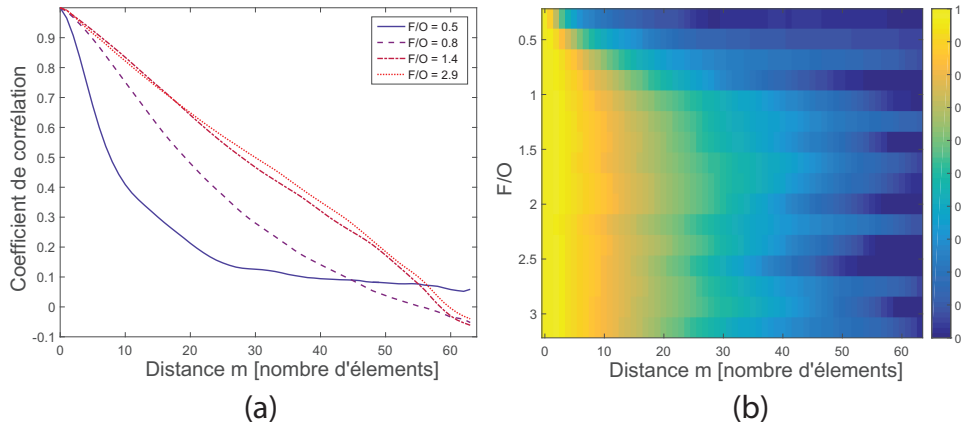 0.9
0.8
0.7
0.6
0.5
0.4
0.3
0.2
0.1
0
-0.1
Coefficient de corrélation
F/O = 0.5
F/O = 0.8
F/O = 1.4
F/O = 2.9
0 10 20 30 40 50 60
Distance m [nombre d'élements]
(a)
0.5
1
1.5
2
2.5
3
F/O
0 10 20 30 40 50 60
Distance m [nombre d'élements]
(b)
1
0
0
0
0
0
0
0
0
0
0